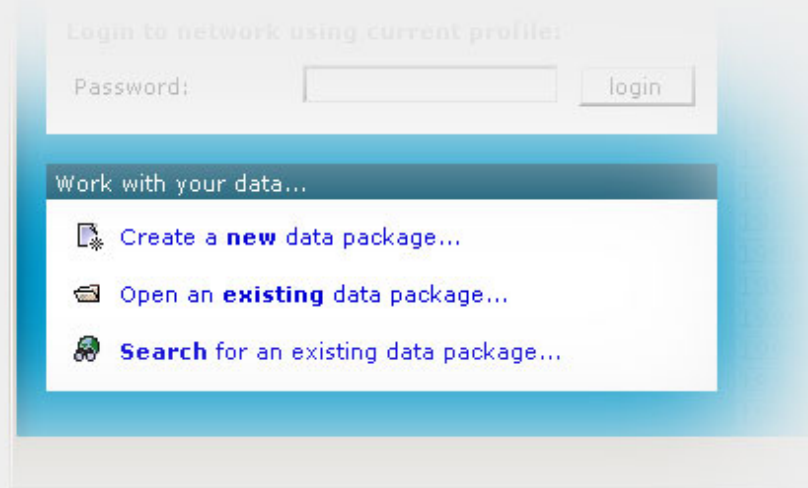 Login to network using current profile:
Password:
login
Work with your data...
Create a new data package...
Open an existing data package...
Search for an existing data package...